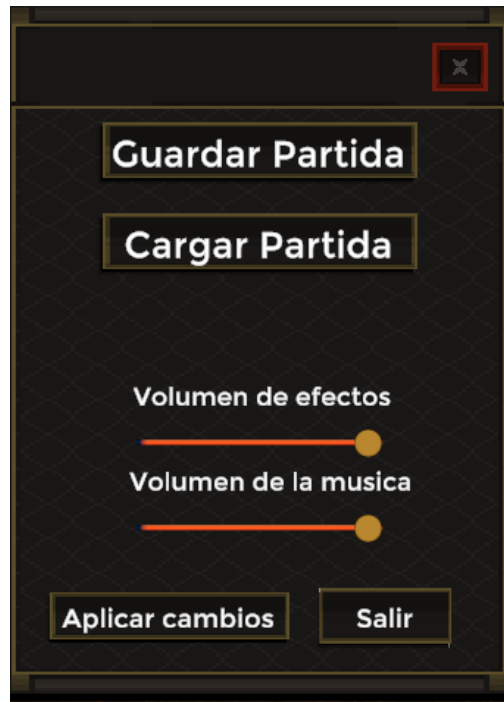 Guardar Partida
Cargar Partida
Volumen de efectos
Volumen de la musica
Aplicar cambios
Salir